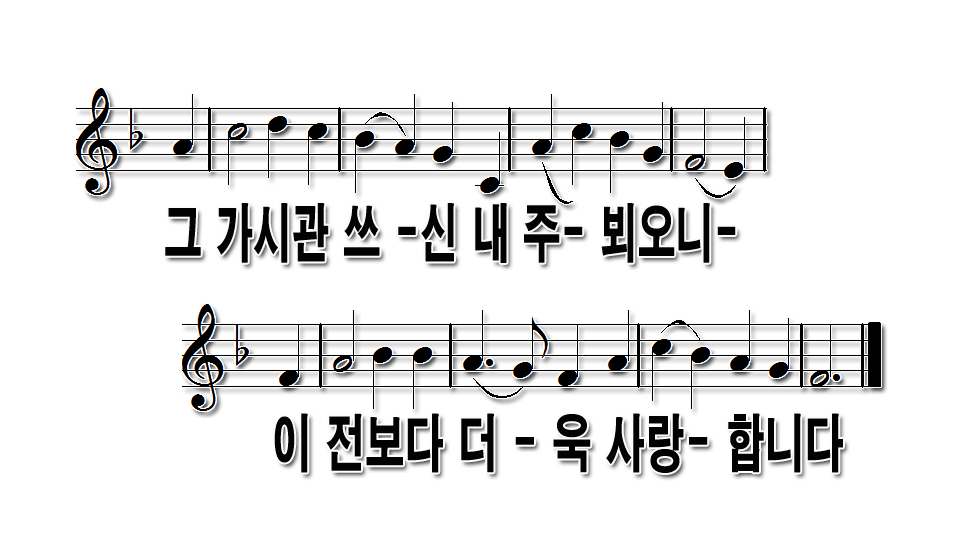 그 가시관 쓰 -신 내 주- 뵈오니-
이 전보다 더 - 욱 사랑- 합니다